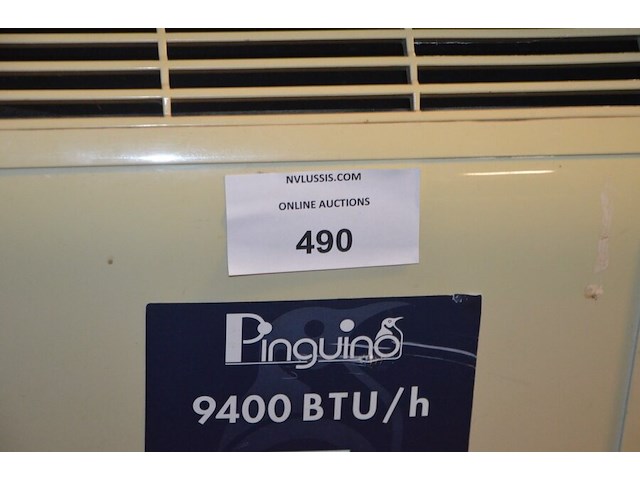 NVLUSSIS.COM
ONLINE AUCTIONS
490
Pinguino
9400 BTU/h